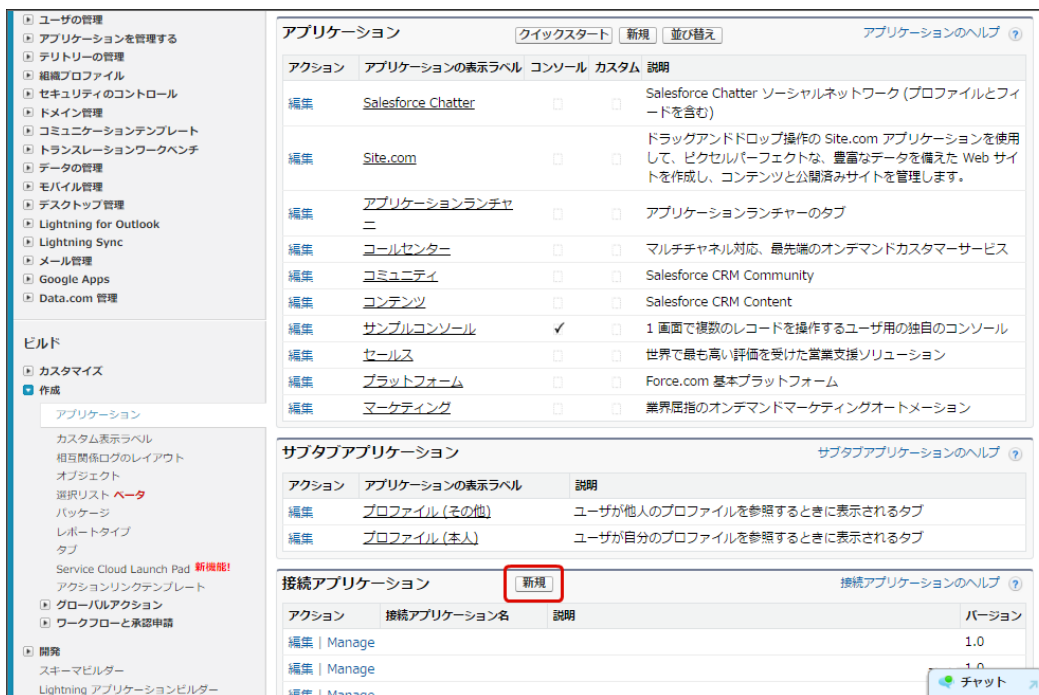 ユーザの管理
アプリケーションを管理する
テリトリーの管理
組織プロファイル
セキュリティのコントロール
ドメイン管理
コミュニケーションテンプレート
トランスレーションワークベンチ
データの管理
モバイル管理
デスクトップ管理
Lightning for Outlook
Lightning Sync
メール管理
Google Apps
Data.com 管理
ビルド
カスタマイズ
作成
アプリケーション
カスタム表示ラベル
相互関係ログのレイアウト
オブジェクト
選択リスト ベータ
パッケージ
レポートタイプ
タブ
Service Cloud Launch Pad 新機能!
アクションリンクテンプレート
グローバルアクション
ワークフローと承認申請
開発
スキーマビルダー
Lightning アプリケーションビルダー
アプリケーション クイックスタート 新規 並び替え アプリケーションのヘルプ ?
アクション アプリケーションの表示ラベル コンソール カスタム 説明
編集 Salesforce Chatter Salesforce Chatter ソーシャルネットワーク (プロファイルとフィ
ードを含む)
ドラッグアンドドロップ操作の Site.com アプリケーションを使用
編集 Site.com して、ピクセルパーフェクトな、豊富なデータを備えた Web サイ
トを作成し、コンテンツと公開済みサイトを管理します。
編集 アプリケーションランチャ アプリケーションランチャーのタブ
ー
編集 コールセンター マルチチャネル対応、最先端のオンデマンドカスタマーサービス
編集 コミュニティ Salesforce CRM Community
編集 コンテンツ Salesforce CRM Content
編集 サンプルコンソール ✓ 1 画面で複数のレコードを操作するユーザ用の独自のコンソール
編集 セールス 世界で最も高い評価を受けた営業支援ソリューション
編集 プラットフォーム Force.com 基本プラットフォーム
編集 マーケティング 業界屈指のオンデマンドマーケティングオートメーション
サブタブアプリケーション サブタブアプリケーションのヘルプ ?
アクション アプリケーションの表示ラベル 説明
編集 プロファイル (その他) ユーザが他人のプロファイルを参照するときに表示されるタブ
編集 プロファイル (本人) ユーザが自分のプロファイルを参照するときに表示されるタブ
接続アプリケーション 新規 接続アプリケーションのヘルプ ?
アクション 接続アプリケーション名 説明 バージョン
編集 | Manage 1.0
編集 | Manage 1.0
編集 | Manage
チャット